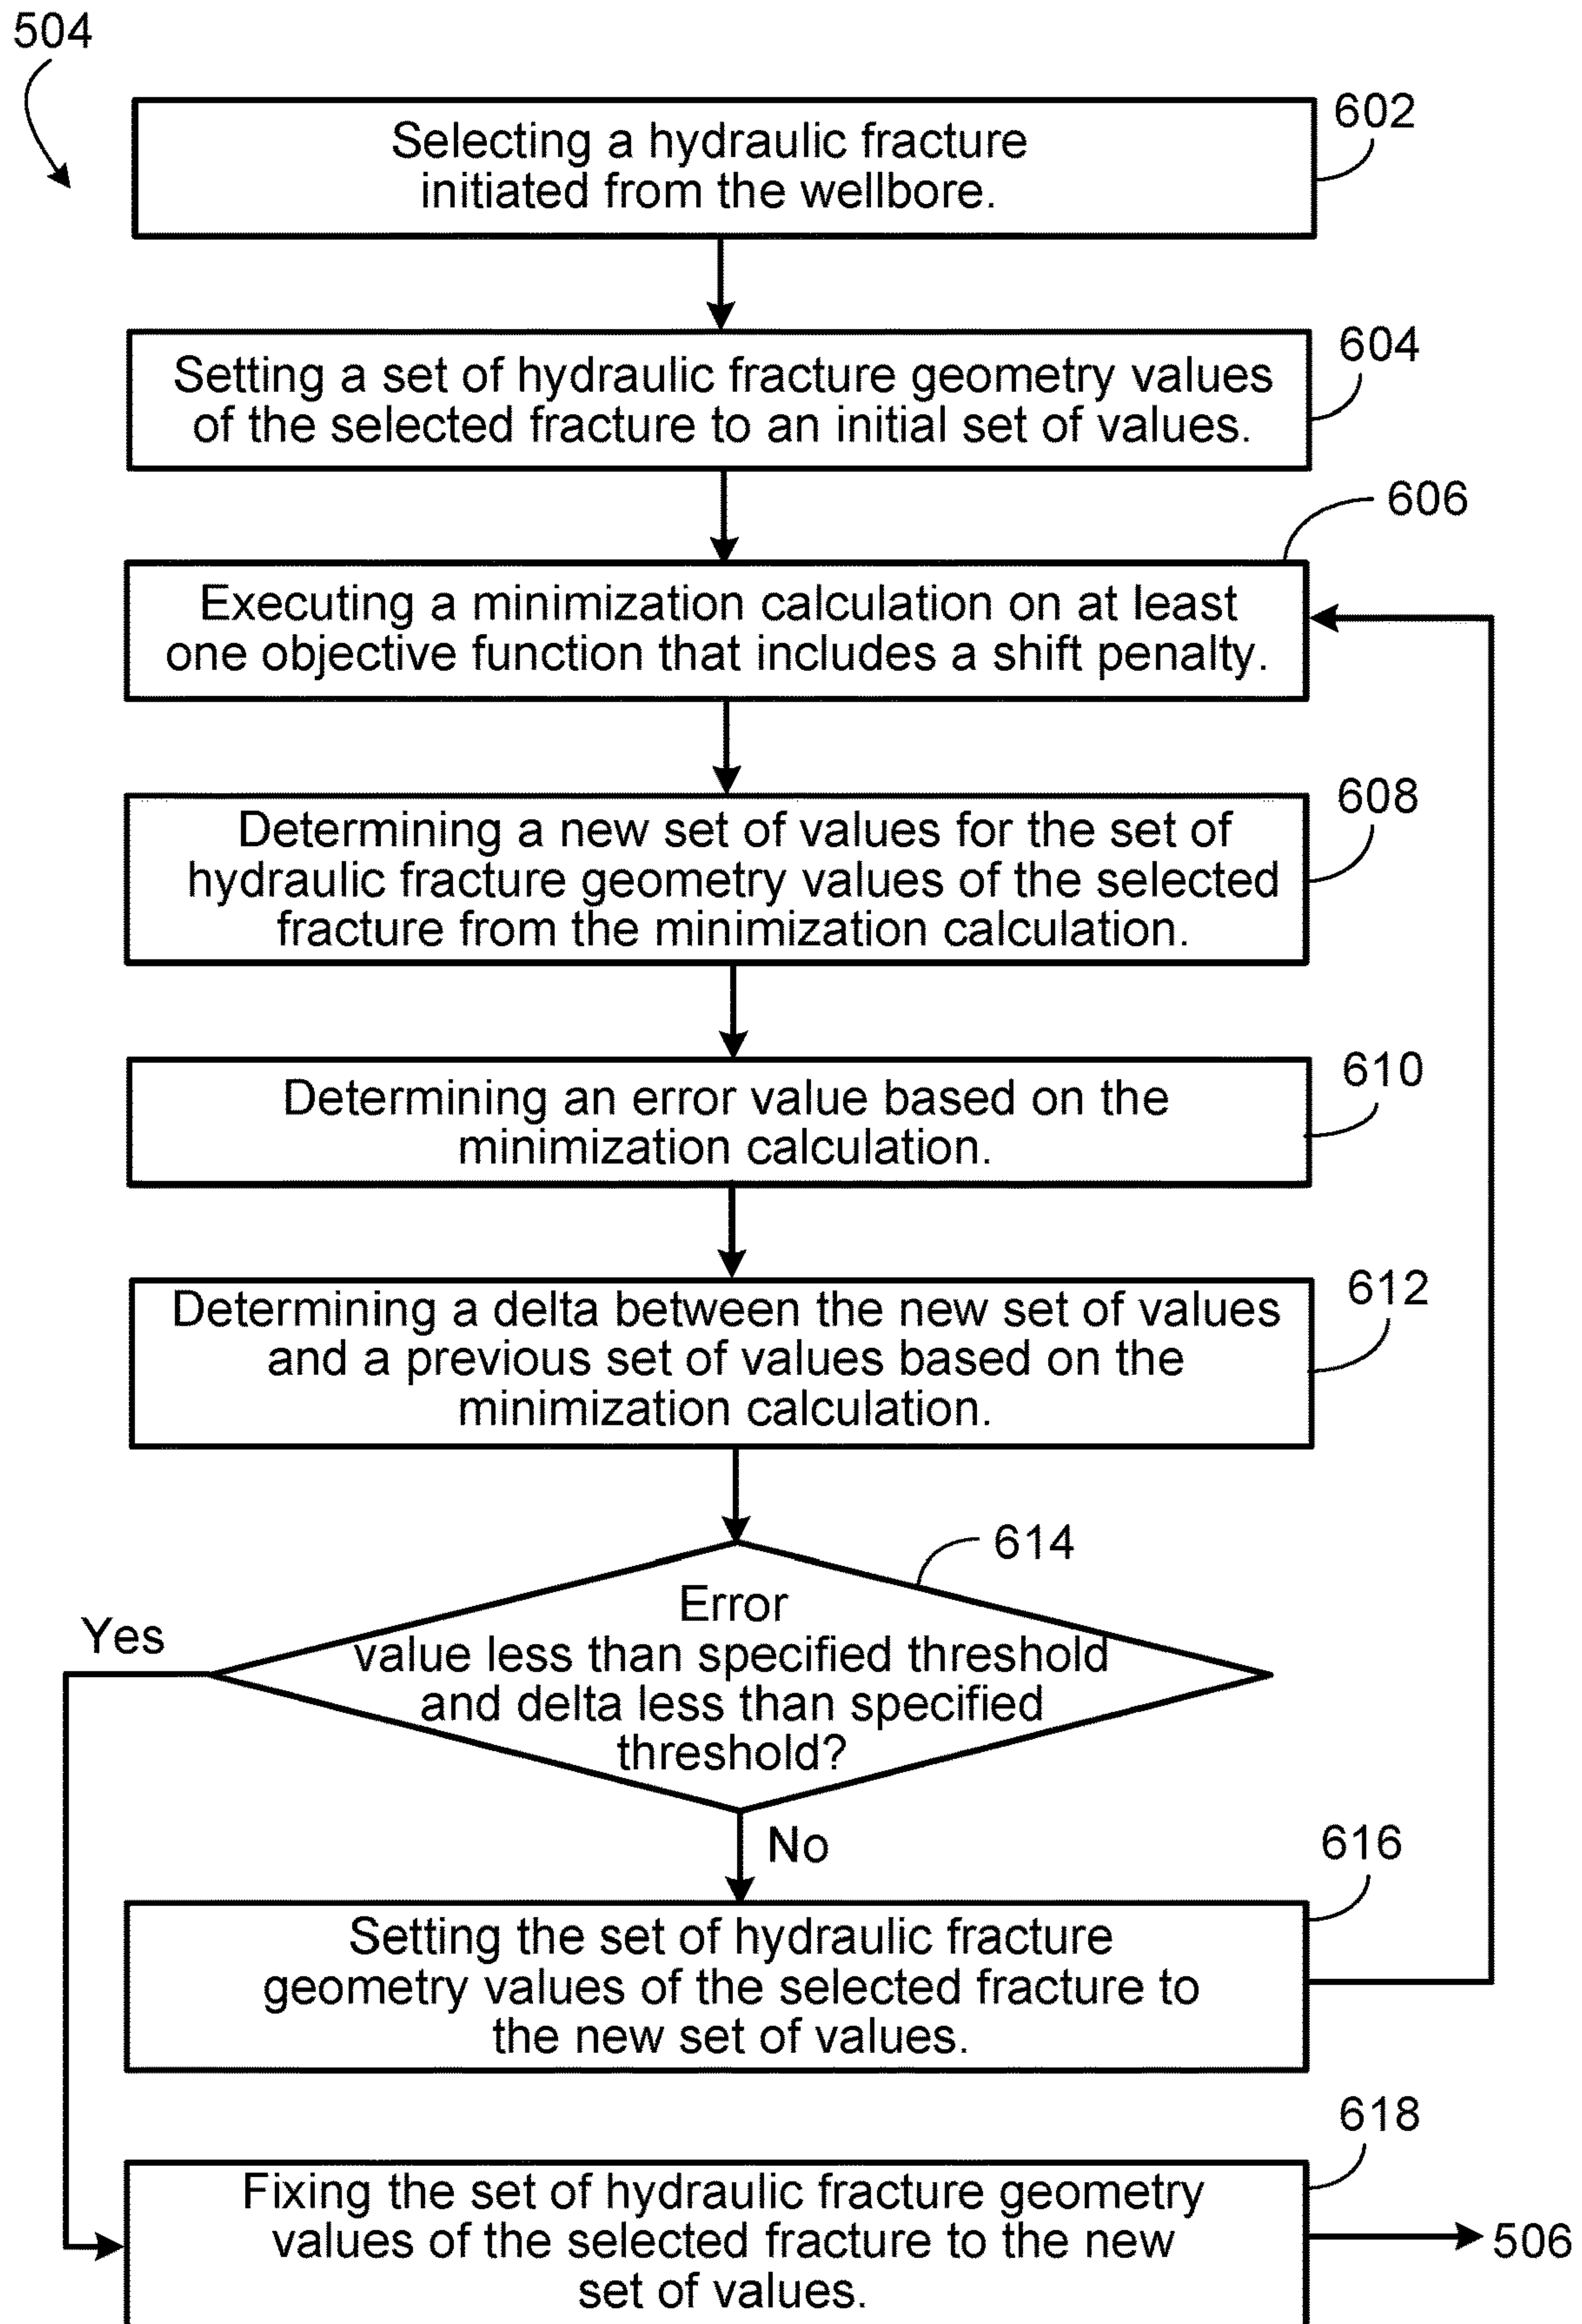 504
602
Selecting a hydraulic fracture
initiated from the wellbore.
604
Setting a set of hydraulic fracture geometry values
of the selected fracture to an initial set of values.
606
Executing a minimization calculation on at least
one objective function that includes a shift penalty.
608
Determining a new set of values for the set of
hydraulic fracture geometry values of the selected
fracture from the minimization calculation.
610
Determining an error value based on the
minimization calculation.
612
Determining a delta between the new set of values
and a previous set of values based on the
minimization calculation.
614
Error
value less than specified threshold
and delta less than specified
threshold?
Yes
No
616
Setting the set of hydraulic fracture
geometry values of the selected fracture to
the new set of values.
618
Fixing the set of hydraulic fracture geometry
values of the selected fracture to the new
set of values.
506